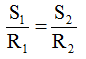 S₁/R₁ = S₂/R₂